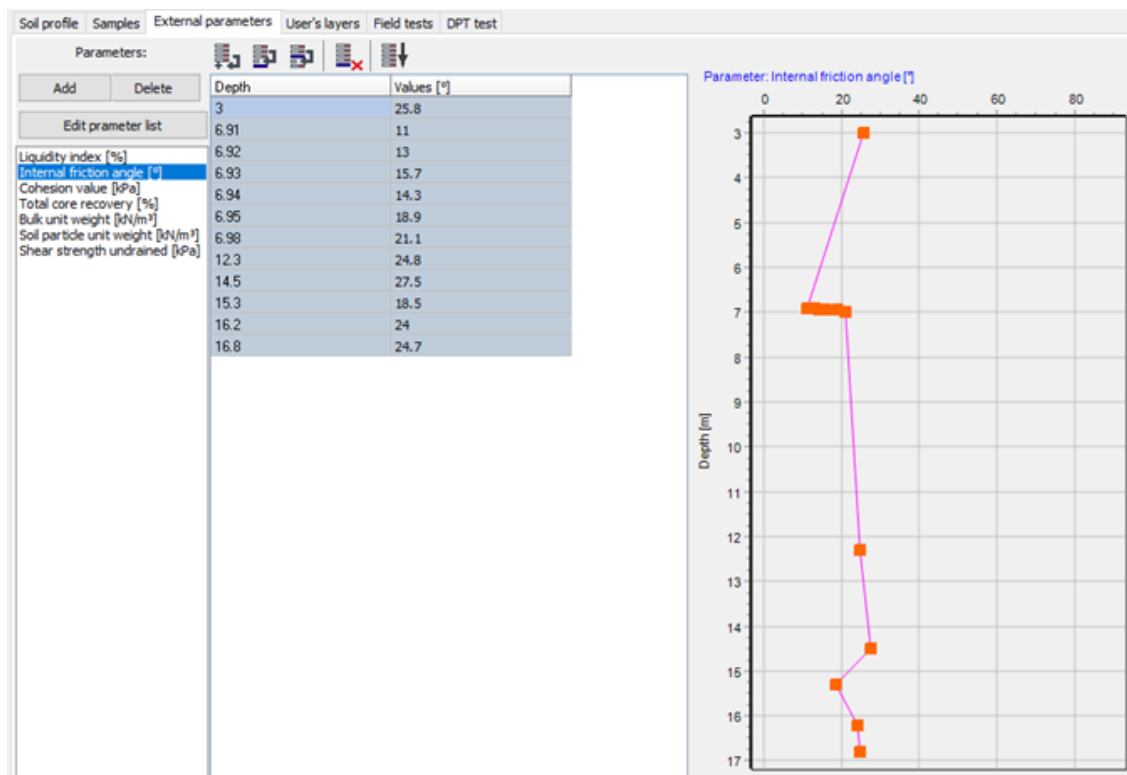 Soil profile Samples External parameters User's layers Field tests DPT test
Parameters:
Add Delete
Edit prameter list
Liquidity index [%]
Internal friction angle [°]
Cohesion value [kPa]
Total core recovery [%]
Bulk unit weight [kN/m³]
Soil particle unit weight [kN/m³]
Shear strength undrained [kPa]
Depth Values [°]
3 25.8
6.91 11
6.92 13
6.93 15.7
6.94 14.3
6.95 18.9
6.98 21.1
12.3 24.8
14.5 27.5
15.3 18.5
16.2 24
16.8 24.7
Parameter: Internal friction angle [°]
0 20 40 60 80
3
4
5
6
7
8
9
10
11
12
13
14
15
16
17
Depth [m]